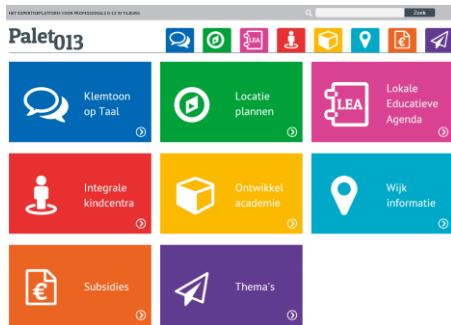 HET EXPERTISEPLATFORM VOOR PROFESSIONALS 0-13 IN TILBURG
Zoek
Palet013
LEA
Klemtoon
op Taal
Locatie
plannen
LEA
Lokale
Educatieve
Agenda
Integrale
kindcentra
Ontwikkel
academie
Wijk
informatie
€
Subsidies
Thema's